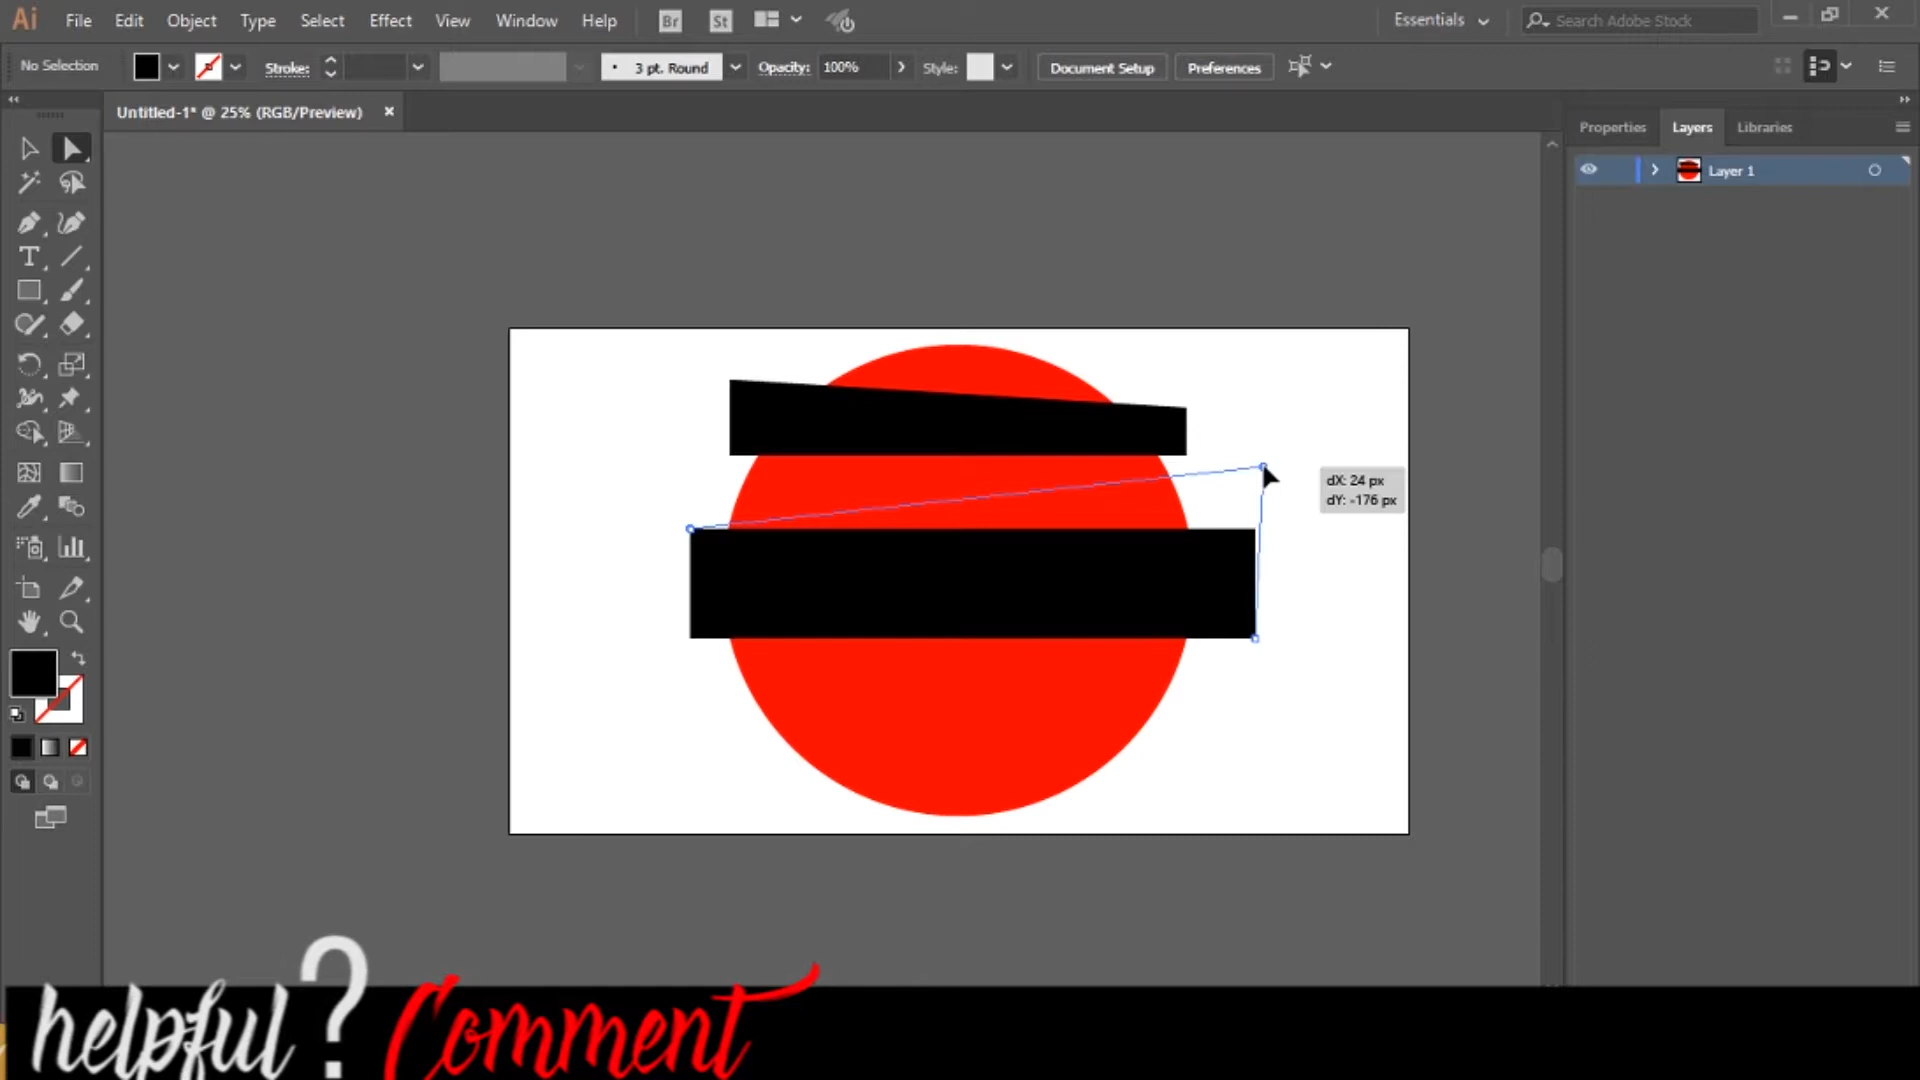 Ai File Edit Object Type Select Effect View Window Help Br St Essentials Search Adobe Stock
No Selection Stroke: 3 pt. Round Opacity: 100% Style: Document Setup Preferences
Untitled-1* @ 25% (RGB/Preview)
Properties Layers Libraries
Layer 1
dX: 24 px
dY: -176 px
helpful? Comment